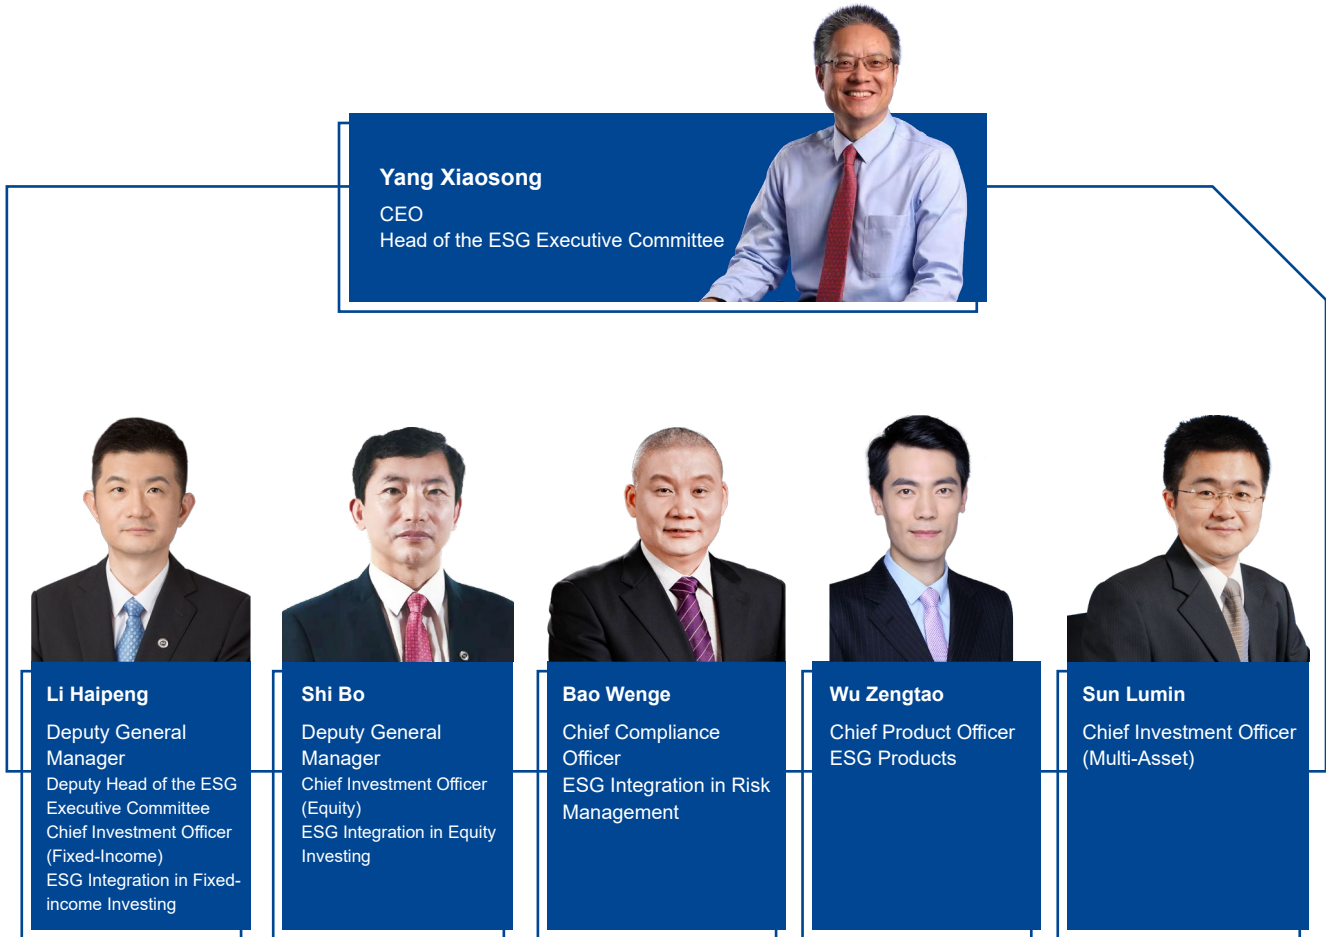 Yang Xiaosong
CEO
Head of the ESG Executive Committee
Li Haipeng
Deputy General
Manager
Deputy Head of the ESG
Executive Committee
Chief Investment Officer
(Fixed-Income)
ESG Integration in Fixed-
income Investing
Shi Bo
Deputy General
Manager
Chief Investment Officer
(Equity)
ESG Integration in Equity
Investing
Bao Wenge
Chief Compliance
Officer
ESG Integration in Risk
Management
Wu Zengtao
Chief Product Officer
ESG Products
Sun Lumin
Chief Investment Officer
(Multi-Asset)